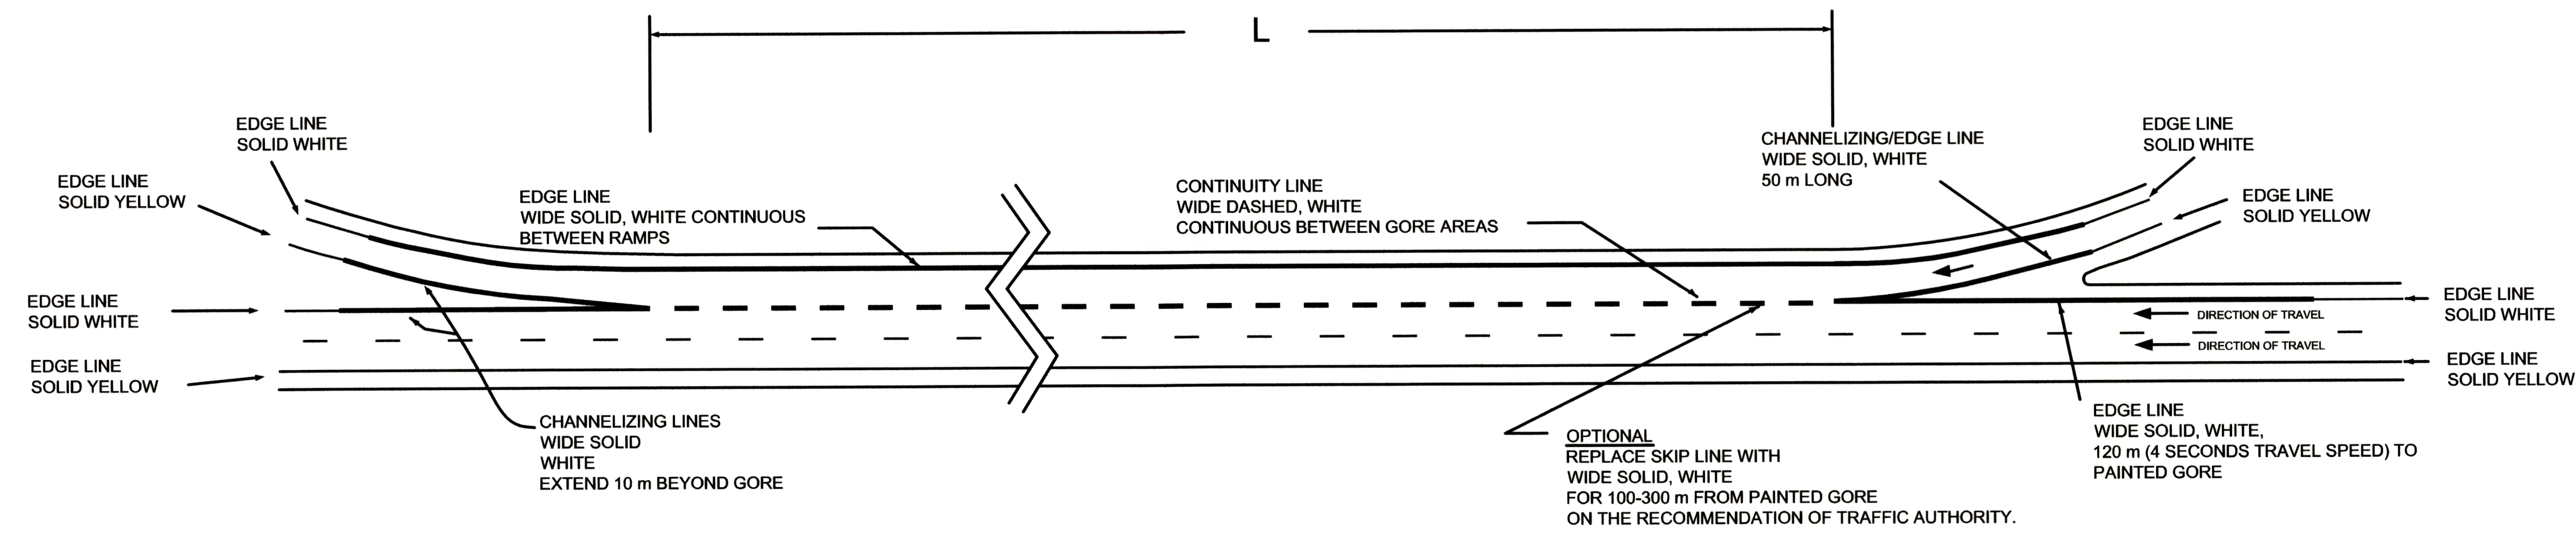 L
EDGE LINE
SOLID WHITE
EDGE LINE
SOLID YELLOW
EDGE LINE
WIDE SOLID, WHITE CONTINUOUS
BETWEEN RAMPS
CONTINUITY LINE
WIDE DASHED, WHITE
CONTINUOUS BETWEEN GORE AREAS
CHANNELIZING/EDGE LINE
WIDE SOLID, WHITE
50 m LONG
EDGE LINE
SOLID WHITE
EDGE LINE
SOLID YELLOW
EDGE LINE
SOLID WHITE
EDGE LINE
SOLID YELLOW
DIRECTION OF TRAVEL
DIRECTION OF TRAVEL
EDGE LINE
SOLID WHITE
EDGE LINE
SOLID YELLOW
CHANNELIZING LINES
WIDE SOLID
WHITE
EXTEND 10 m BEYOND GORE
OPTIONAL
REPLACE SKIP LINE WITH
WIDE SOLID, WHITE
FOR 100-300 m FROM PAINTED GORE
ON THE RECOMMENDATION OF TRAFFIC AUTHORITY.
EDGE LINE
WIDE SOLID, WHITE,
120 m (4 SECONDS TRAVEL SPEED) TO
PAINTED GORE